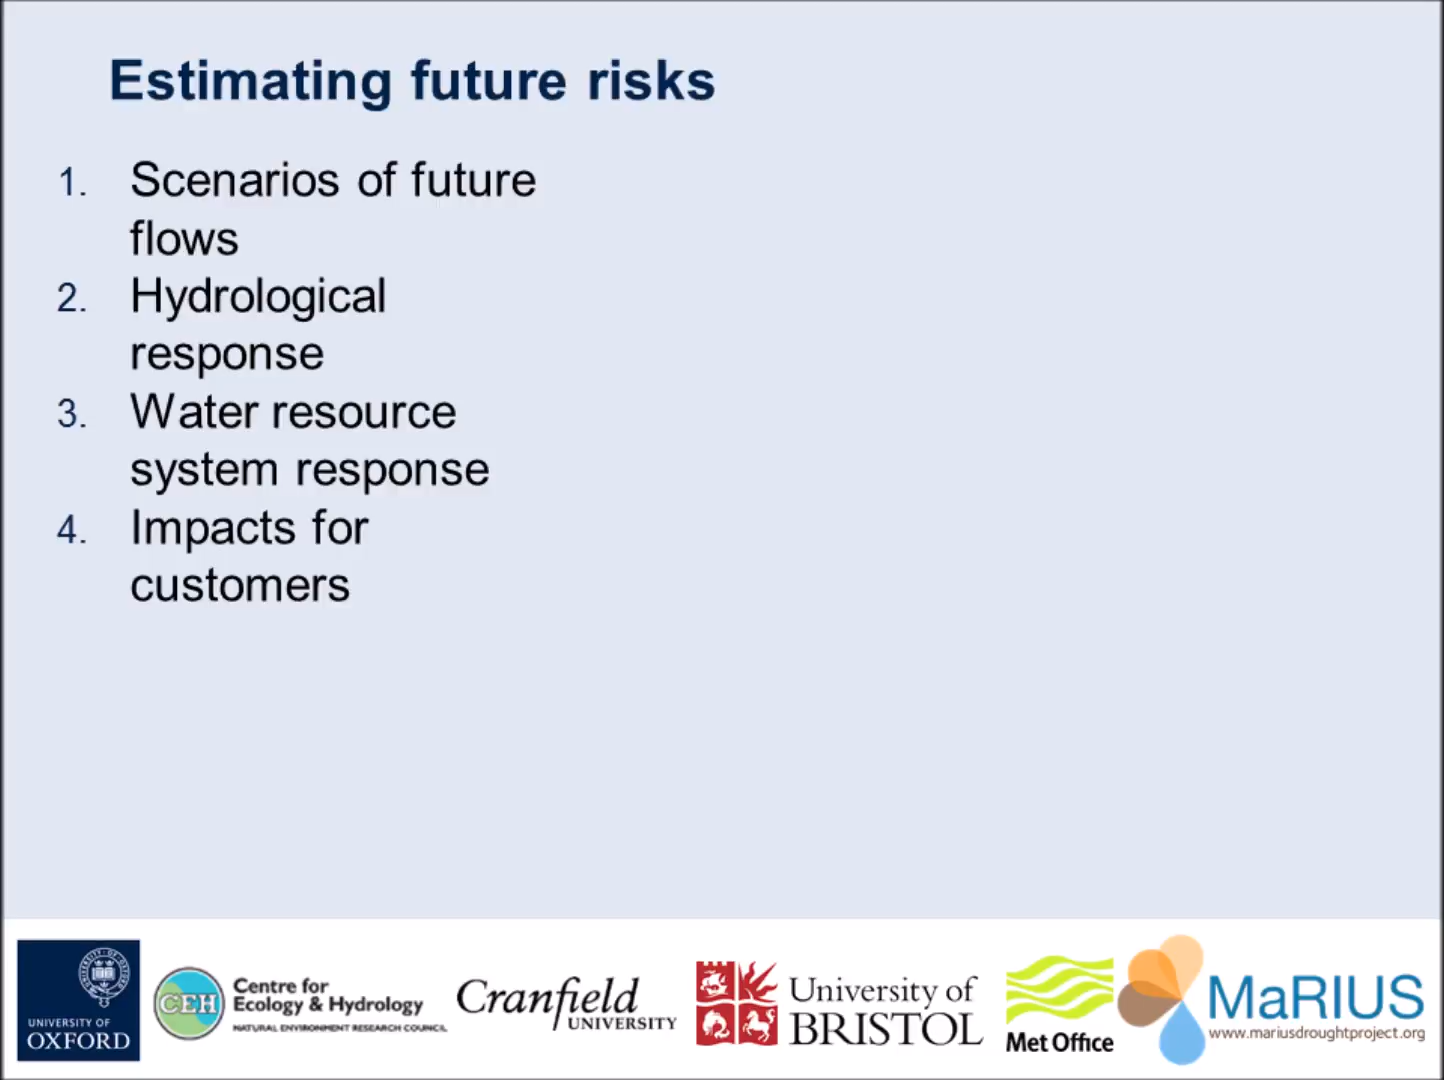 Estimating future risks
1. Scenarios of future
flows
2. Hydrological
response
3. Water resource
system response
4. Impacts for
customers
UNIVERSITY OF
OXFORD
CEH
Centre for
Ecology & Hydrology
NATURAL ENVIRONMENT RESEARCH COUNCIL
Cranfield
UNIVERSITY
University of
BRISTOL
Met Office
MaRIUS
www.mariusdroughtproject.org